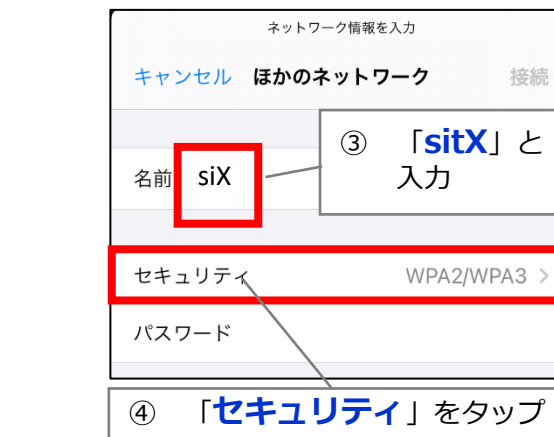 ネットワーク情報を入力
キャンセル ほかのネットワーク 接続
③ 「sitX」と
入力
名前 siX
セキュリティ WPA2/WPA3 >
パスワード
④ 「セキュリティ」をタップ